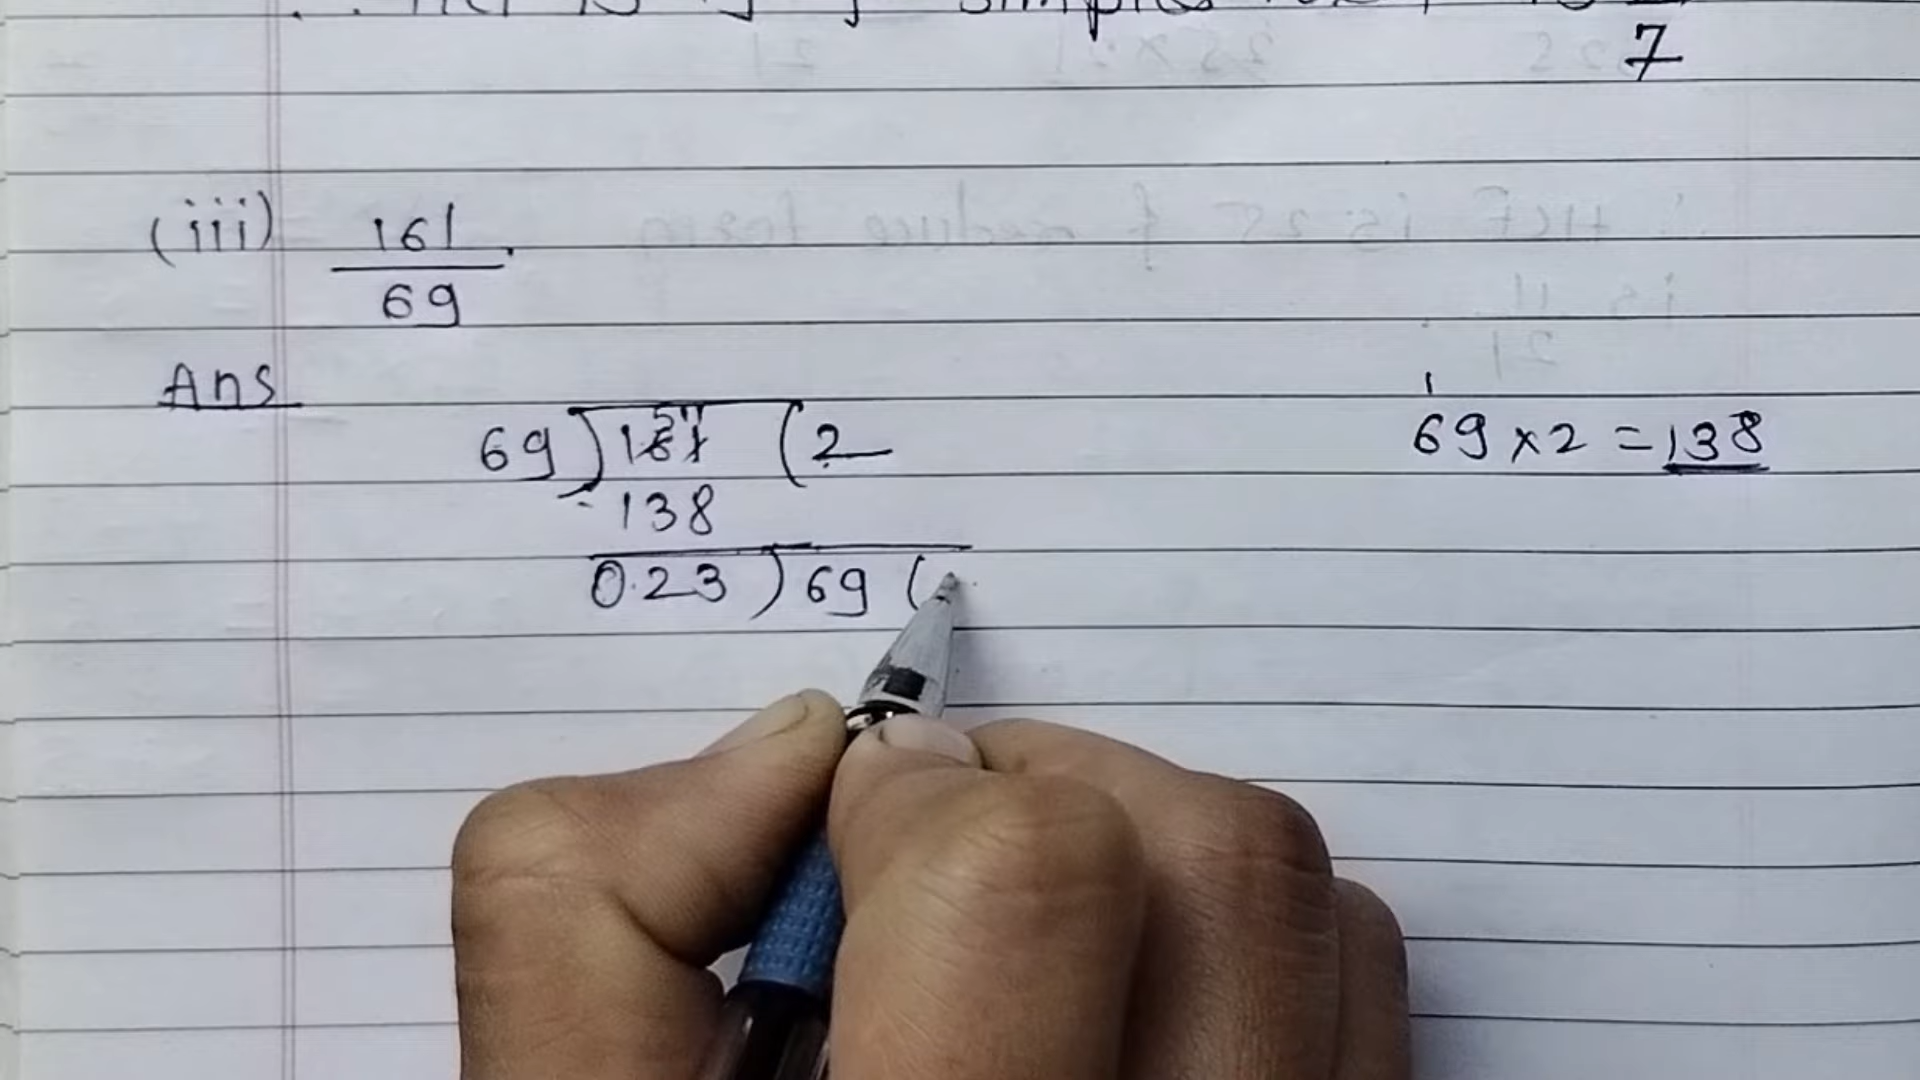 7
(iii) 161
69
Ans
69 ) 161 ( 2
69 × 2 = 138
138
023 ) 69 (